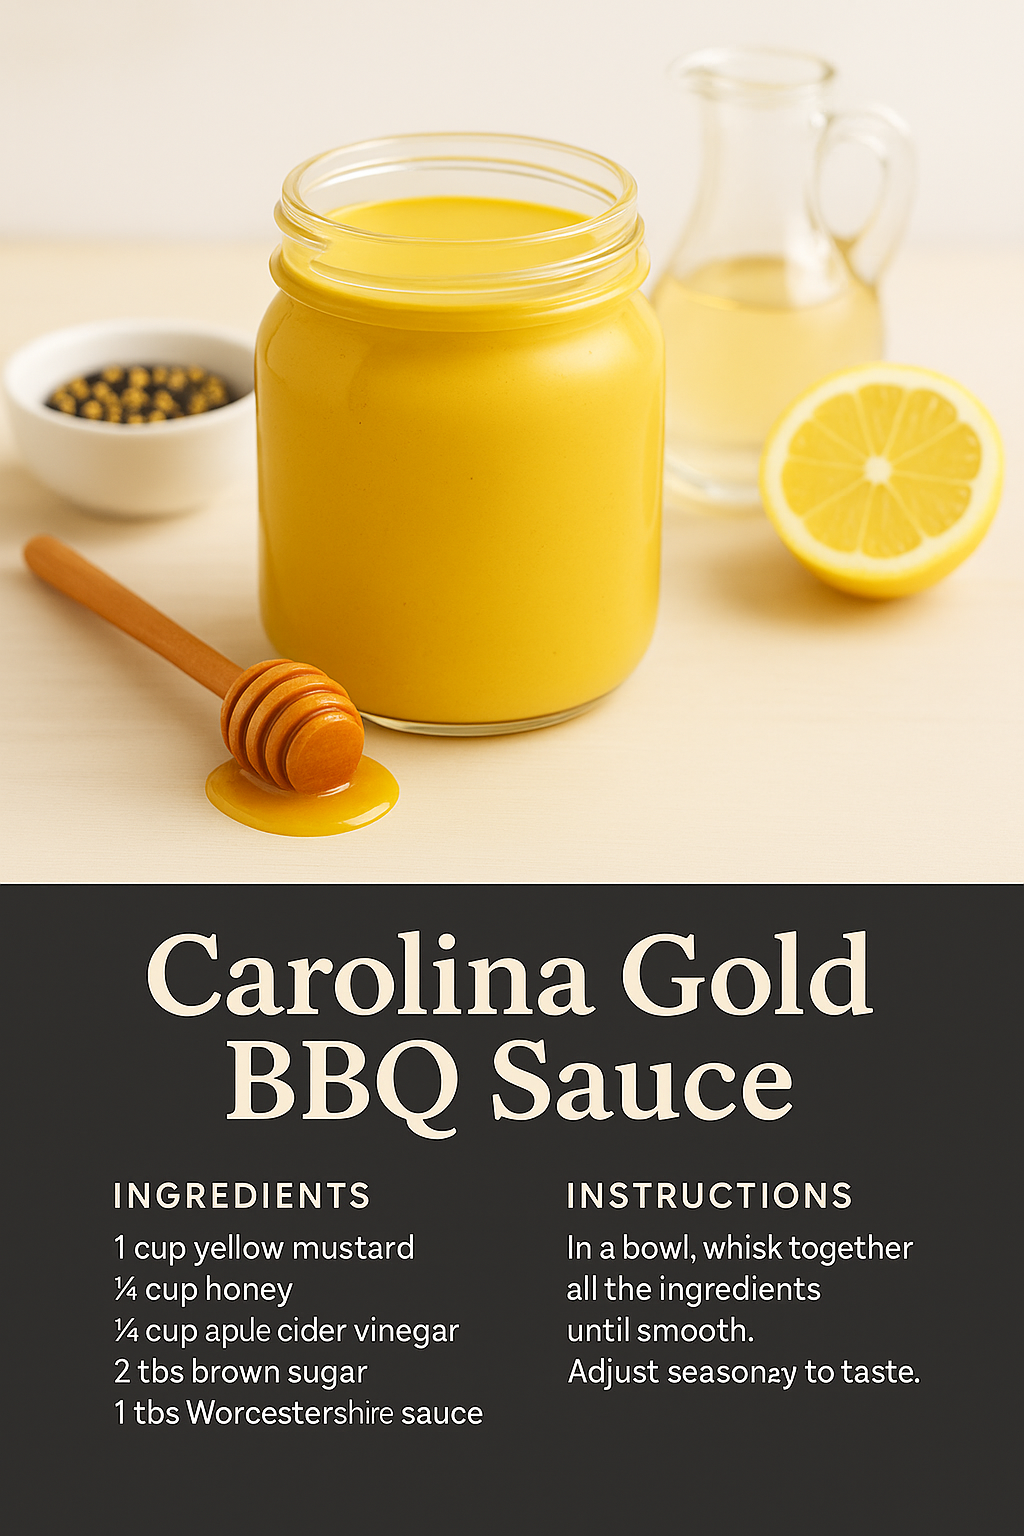 Carolina Gold
BBQ Sauce
INGREDIENTS
1 cup yellow mustard
¼ cup honey
¼ cup apule cider vinegar
2 tbs brown sugar
1 tbs Worcestershire sauce
INSTRUCTIONS
In a bowl, whisk together
all the ingredients
until smooth.
Adjust to taste.